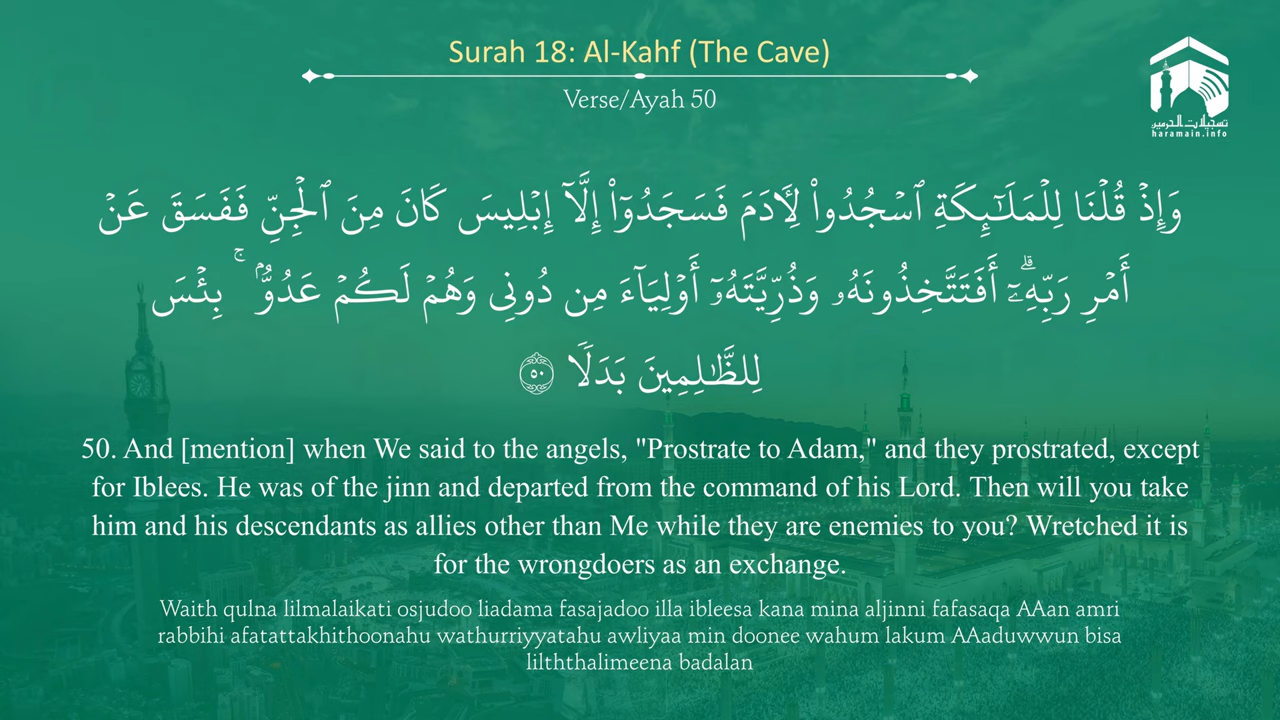 Surah 18: Al-Kahf (The Cave)
Verse/Ayah 50
تسجيلات الحرمين
haramain.info
وَإِذْ قُلْنَا لِلْمَلَـٰٓئِكَةِ ٱسْجُدُوا۟ لِـَٔادَمَ فَسَجَدُوٓا۟ إِلَّآ إِبْلِيسَ كَانَ مِنَ ٱلْجِنِّ فَفَسَقَ عَنْ
أَمْرِ رَبِّهِۦٓ ۗ أَفَتَتَّخِذُونَهُۥ وَذُرِّيَّتَهُۥٓ أَوْلِيَآءَ مِن دُونِى وَهُمْ لَكُمْ عَدُوٌّۢ ۚ بِئْسَ
لِلظَّـٰلِمِينَ بَدَلًا ٥٠
50. And [mention] when We said to the angels, "Prostrate to Adam," and they prostrated, except
for Iblees. He was of the jinn and departed from the command of his Lord. Then will you take
him and his descendants as allies other than Me while they are enemies to you? Wretched it is
for the wrongdoers as an exchange.
Waith qulna lilmalaikati osjudoo liadama fasajadoo illa ibleesa kana mina aljinni fafasaqa AAan amri
rabbihi afatattakhithoonahu wathurriyyatahu awliyaa min doonee wahum lakum AAaduwwun bisa
lilththalimeena badalan